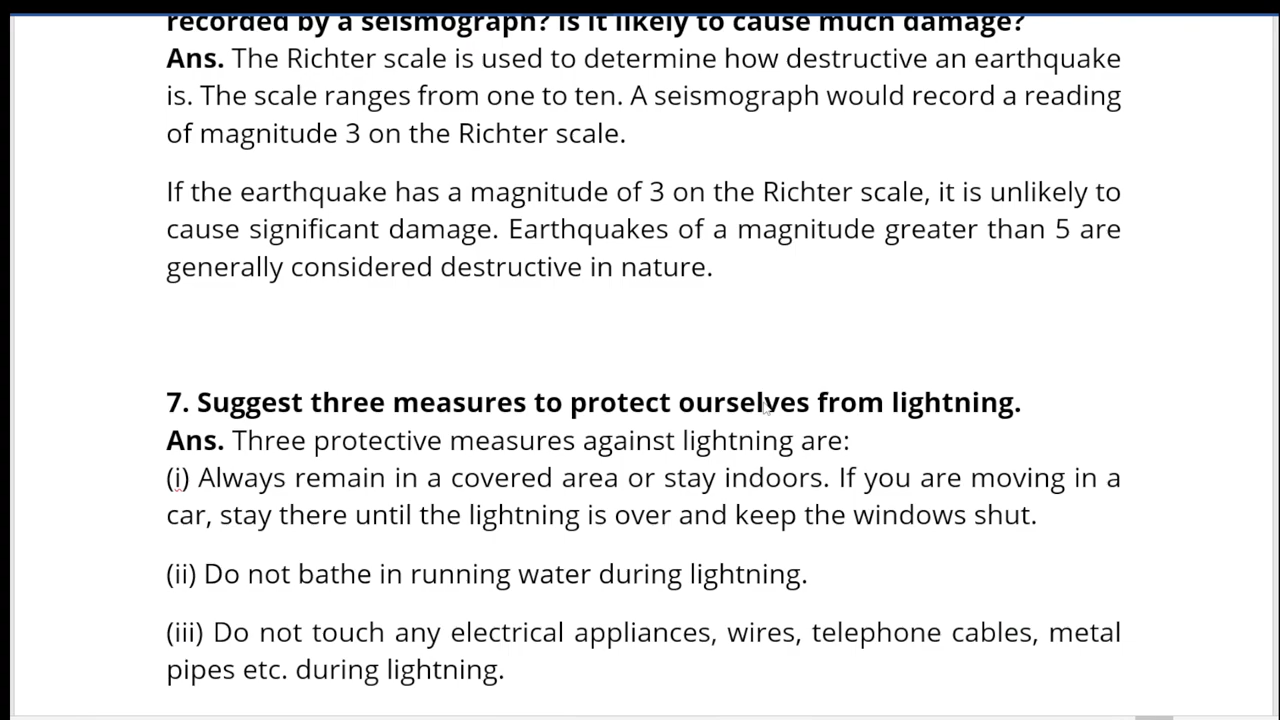 recorded by a seismograph? Is it likely to cause much damage?
Ans. The Richter scale is used to determine how destructive an earthquake
is. The scale ranges from one to ten. A seismograph would record a reading
of magnitude 3 on the Richter scale.
If the earthquake has a magnitude of 3 on the Richter scale, it is unlikely to
cause significant damage. Earthquakes of a magnitude greater than 5 are
generally considered destructive in nature.
7. Suggest three measures to protect ourselves from lightning.
Ans. Three protective measures against lightning are:
(i) Always remain in a covered area or stay indoors. If you are moving in a
car, stay there until the lightning is over and keep the windows shut.
(ii) Do not bathe in running water during lightning.
(iii) Do not touch any electrical appliances, wires, telephone cables, metal
pipes etc. during lightning.